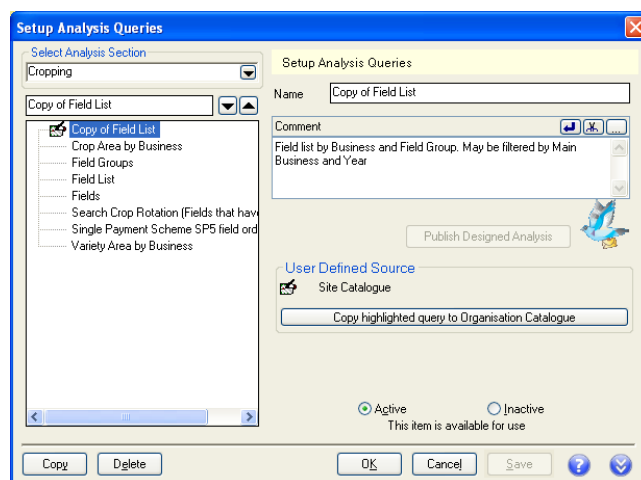 Setup Analysis Queries
Select Analysis Section
Cropping
Copy of Field List
Copy of Field List
Crop Area by Business
Field Groups
Field List
Fields
Search Crop Rotation (Fields that have
Single Payment Scheme SP5 field ord
Variety Area by Business
Setup Analysis Queries
Name Copy of Field List
Comment ...
Field list by Business and Field Group. May be filtered by Main
Business and Year
Publish Designed Analysis
User Defined Source
Site Catalogue
Copy highlighted query to Organisation Catalogue
Active Inactive
This item is available for use
Copy Delete OK Cancel Save ?